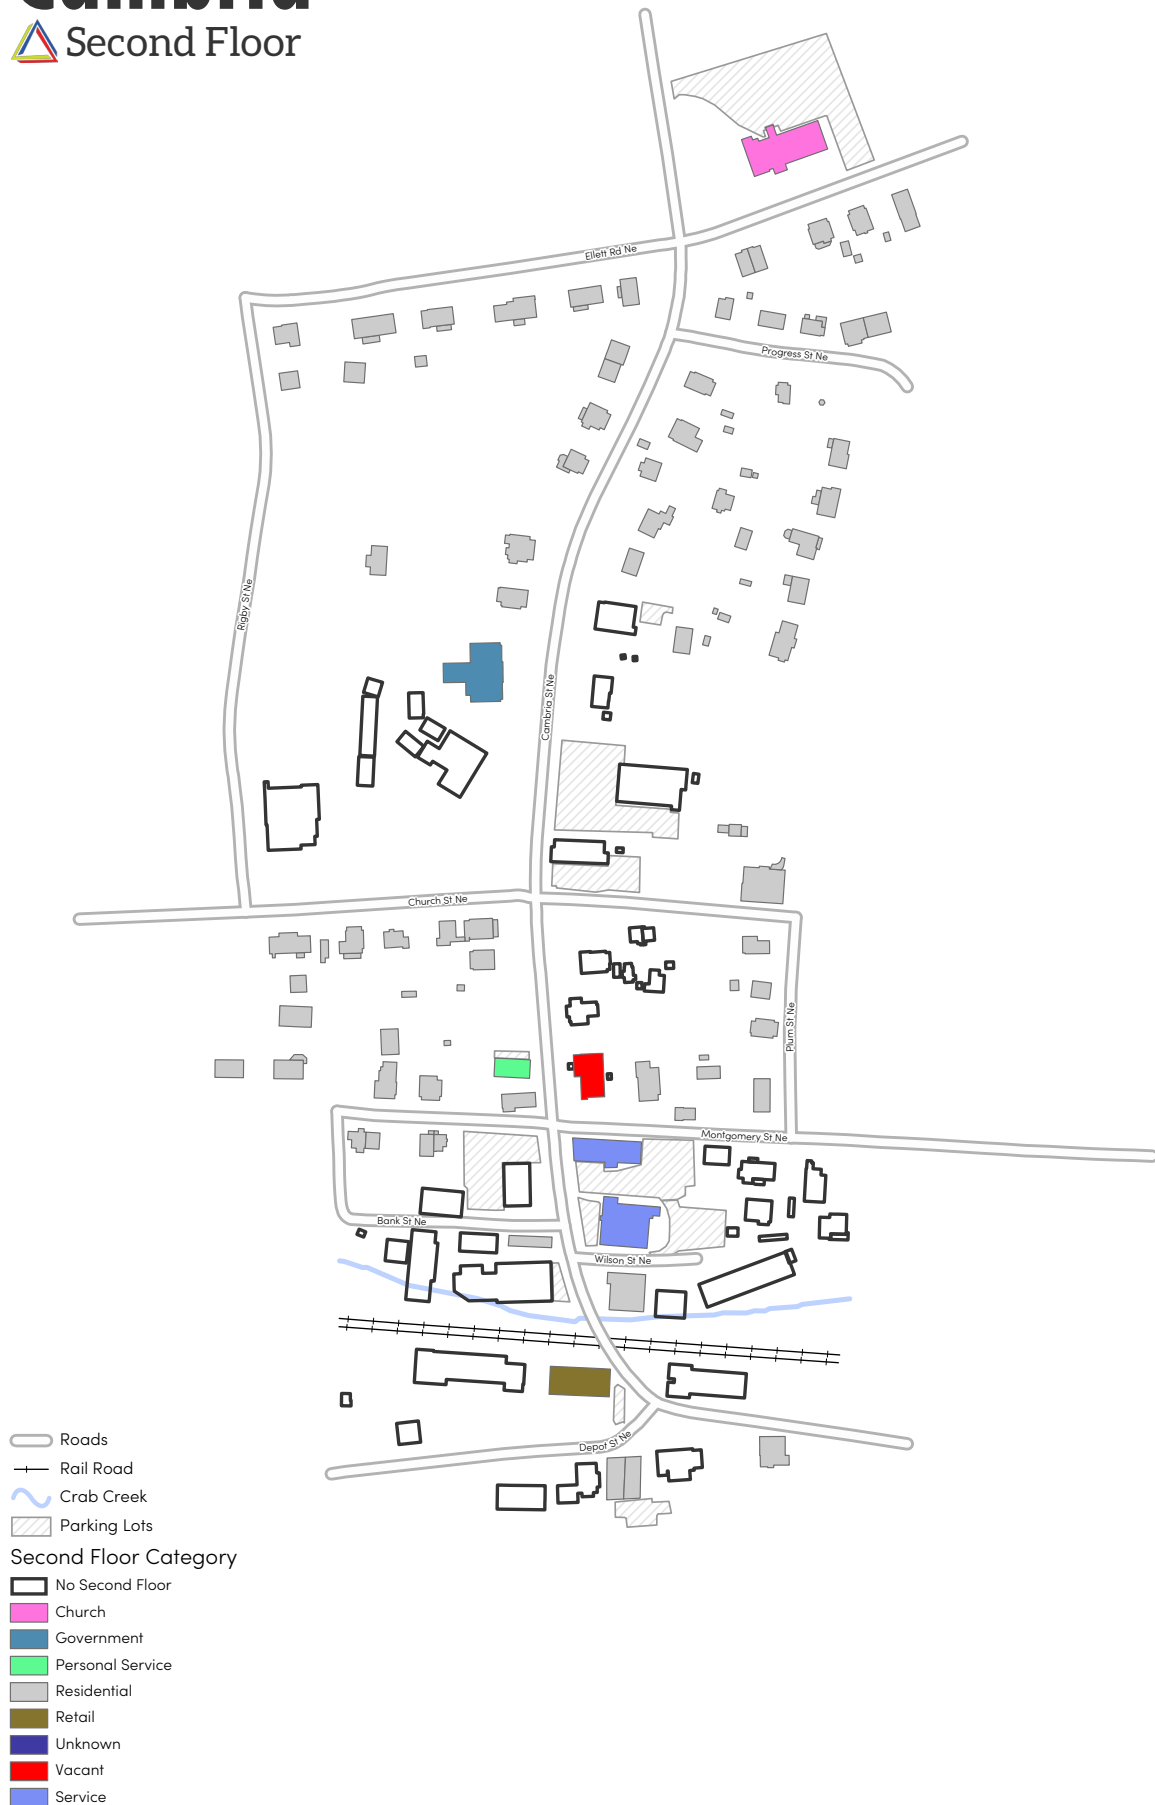 Cambria
Second Floor
Ellett Rd Ne
Progress St Ne
Rigby St Ne
Cambria St Ne
Church St Ne
Plum St Ne
Montgomery St Ne
Bank St Ne
Wilson St Ne
Depot St Ne
Roads
Rail Road
Crab Creek
Parking Lots
Second Floor Category
No Second Floor
Church
Government
Personal Service
Residential
Retail
Unknown
Vacant
Service